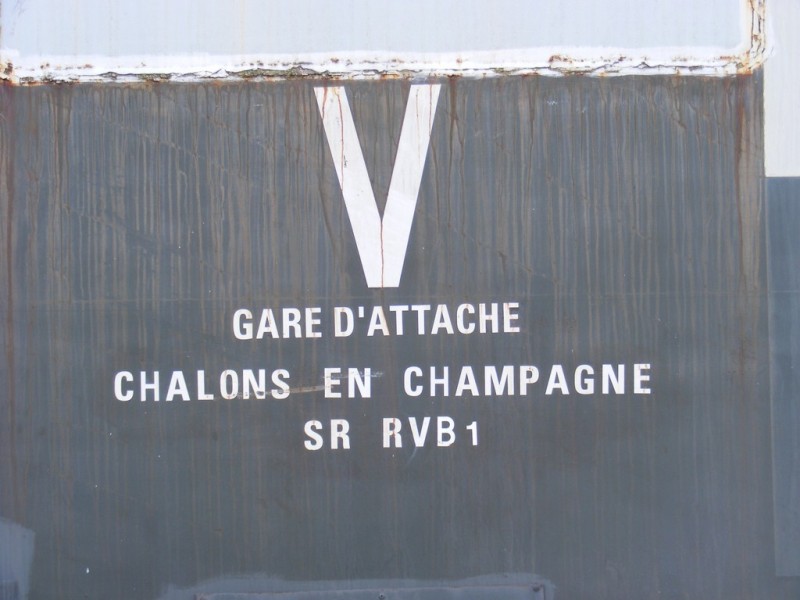 V
GARE D'ATTACHE
CHALONS EN CHAMPAGNE
SR RVB1